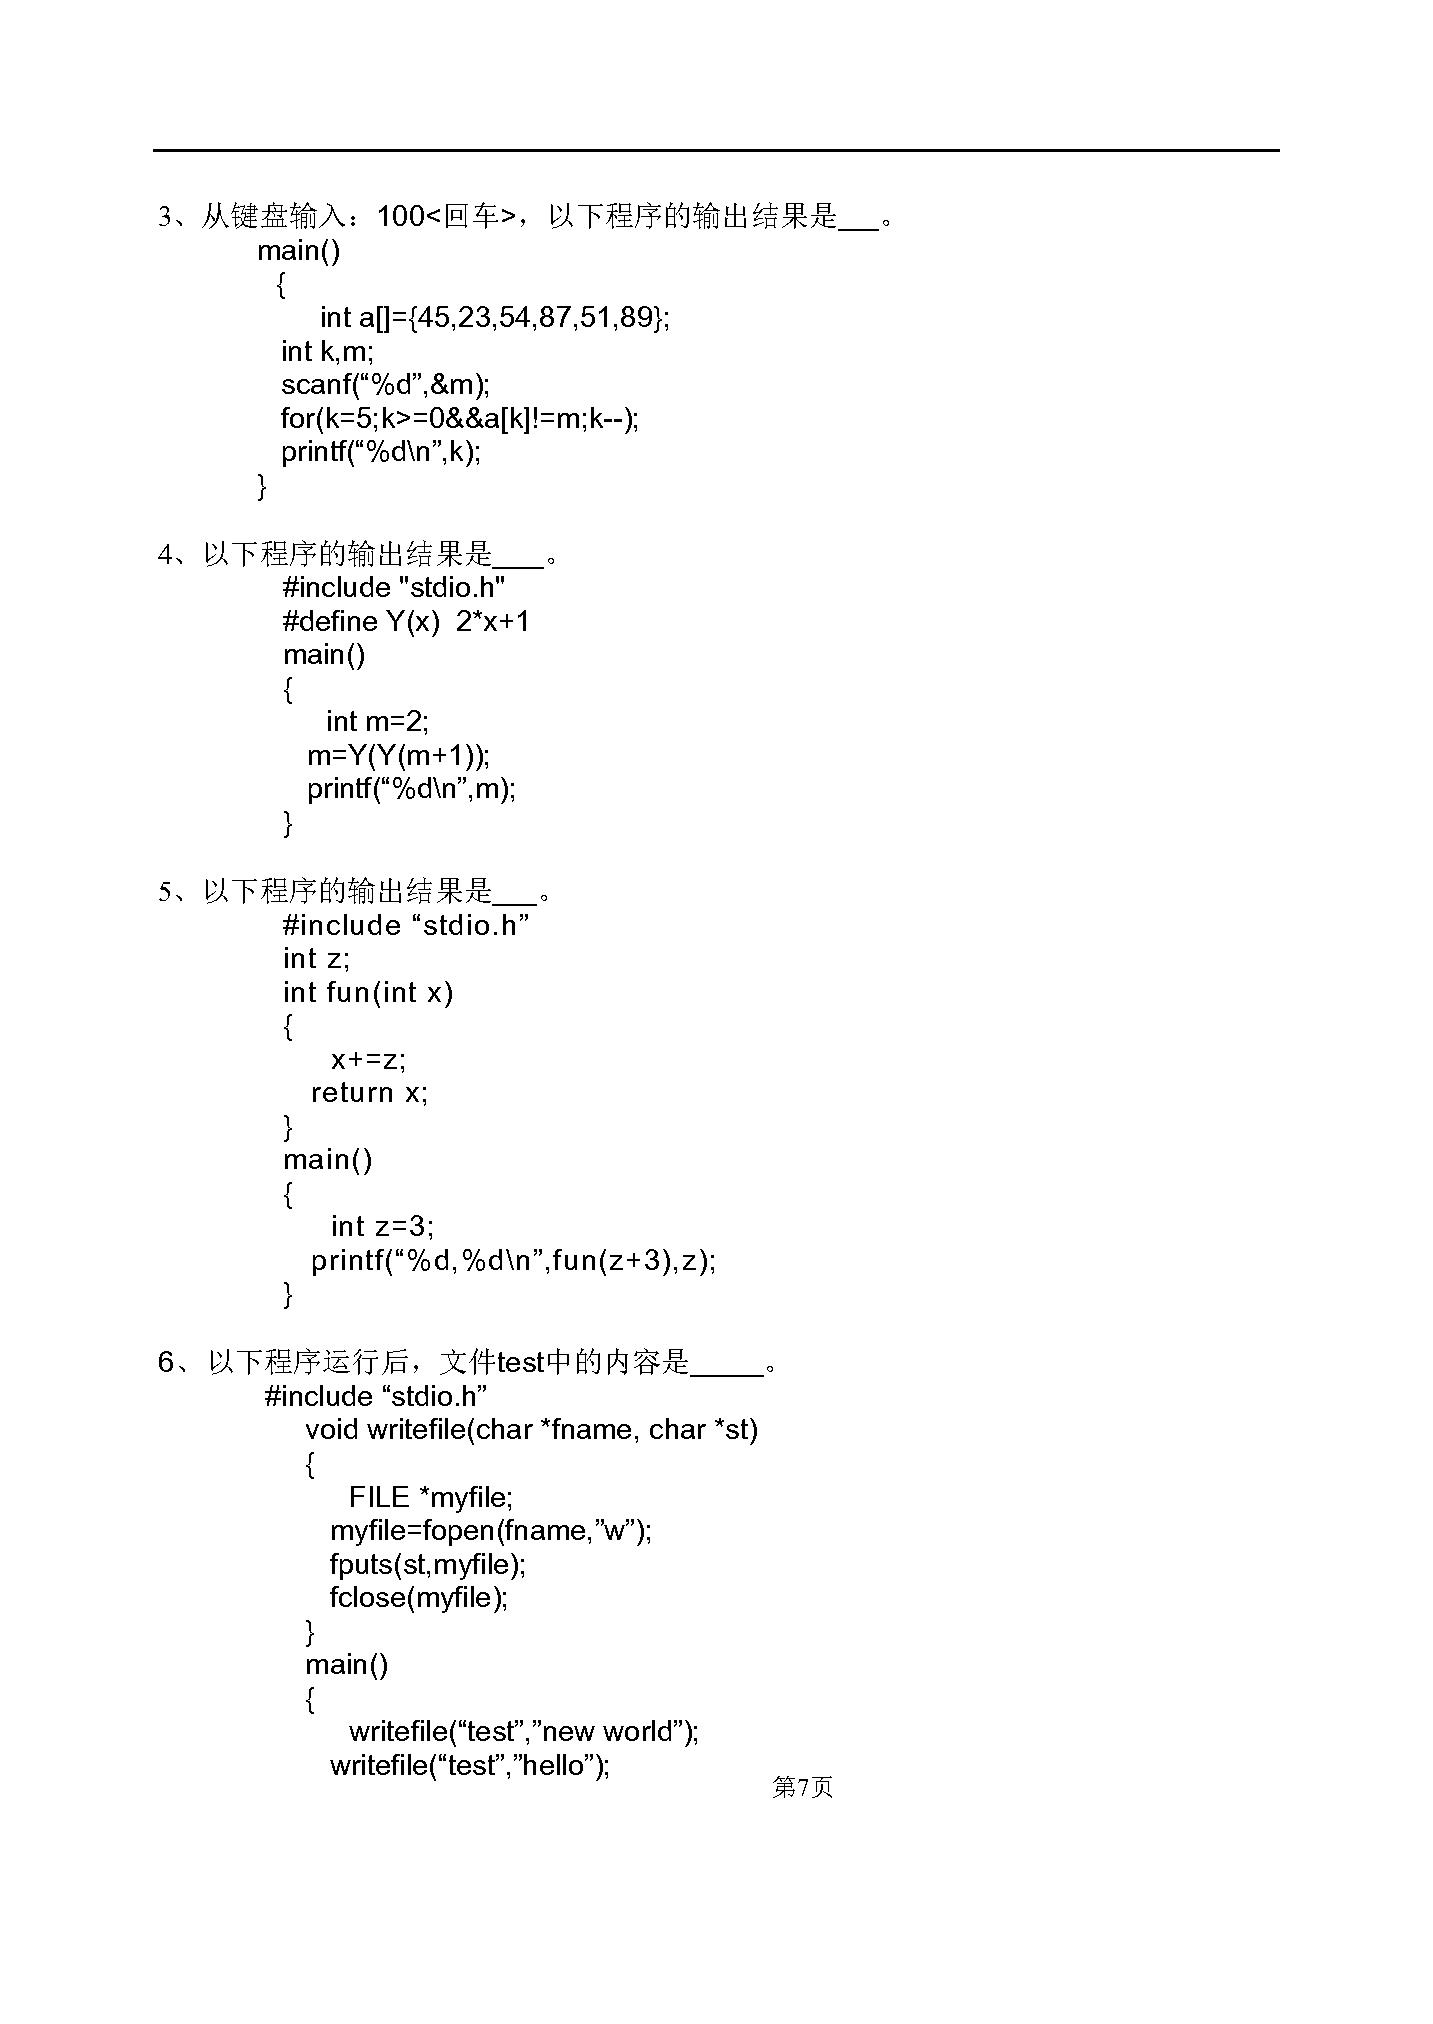 3、从键盘输入：100<回车>，以下程序的输出结果是___。
main()
{
int a[]={45,23,54,87,51,89};
int k,m;
scanf(“%d”,&m);
for(k=5;k>=0&&a[k]!=m;k--);
printf(“%d\n”,k);
}
4、以下程序的输出结果是____。
#include "stdio.h"
#define Y(x)  2*x+1
main()
{
int m=2;
m=Y(Y(m+1));
printf(“%d\n”,m);
}
5、以下程序的输出结果是___。
#include “stdio.h”
int z;
int fun(int x)
{
x+=z;
return x;
}
main()
{
int z=3;
printf(“%d,%d\n”,fun(z+3),z);
}
6、以下程序运行后，文件test中的内容是_____。
#include “stdio.h”
void writefile(char *fname, char *st)
{
FILE *myfile;
myfile=fopen(fname,”w”);
fputs(st,myfile);
fclose(myfile);
}
main()
{
writefile(“test”,”new world”);
writefile(“test”,”hello”);
第7页